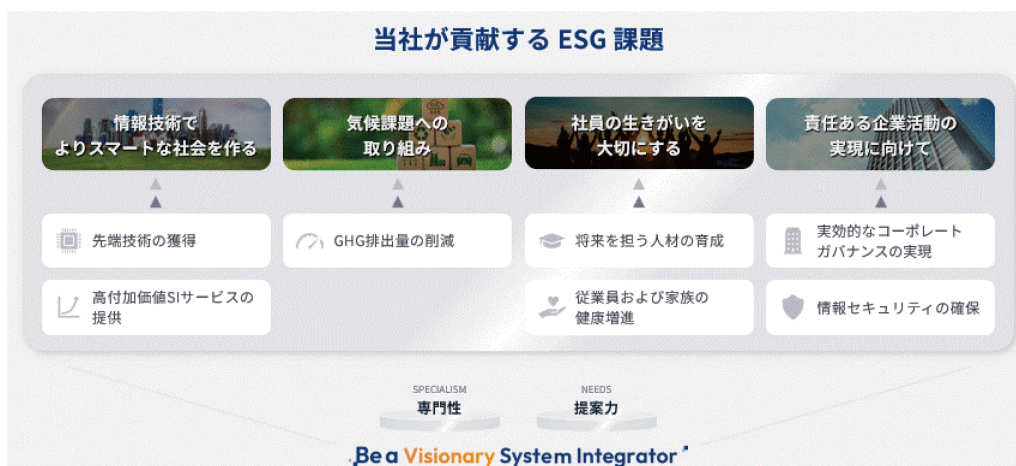 当社が貢献する ESG 課題
情報技術で
よりスマートな社会を作る
気候課題への
取り組み
社員の生きがいを
大切にする
責任ある企業活動の
実現に向けて
先端技術の獲得
GHG排出量の削減
将来を担う人材の育成
実効的なコーポレート
ガバナンスの実現
高付加価値SIサービスの
提供
従業員および家族の
健康増進
情報セキュリティの確保
SPECIALISM
専門性
NEEDS
提案力
Be a Visionary System Integrator